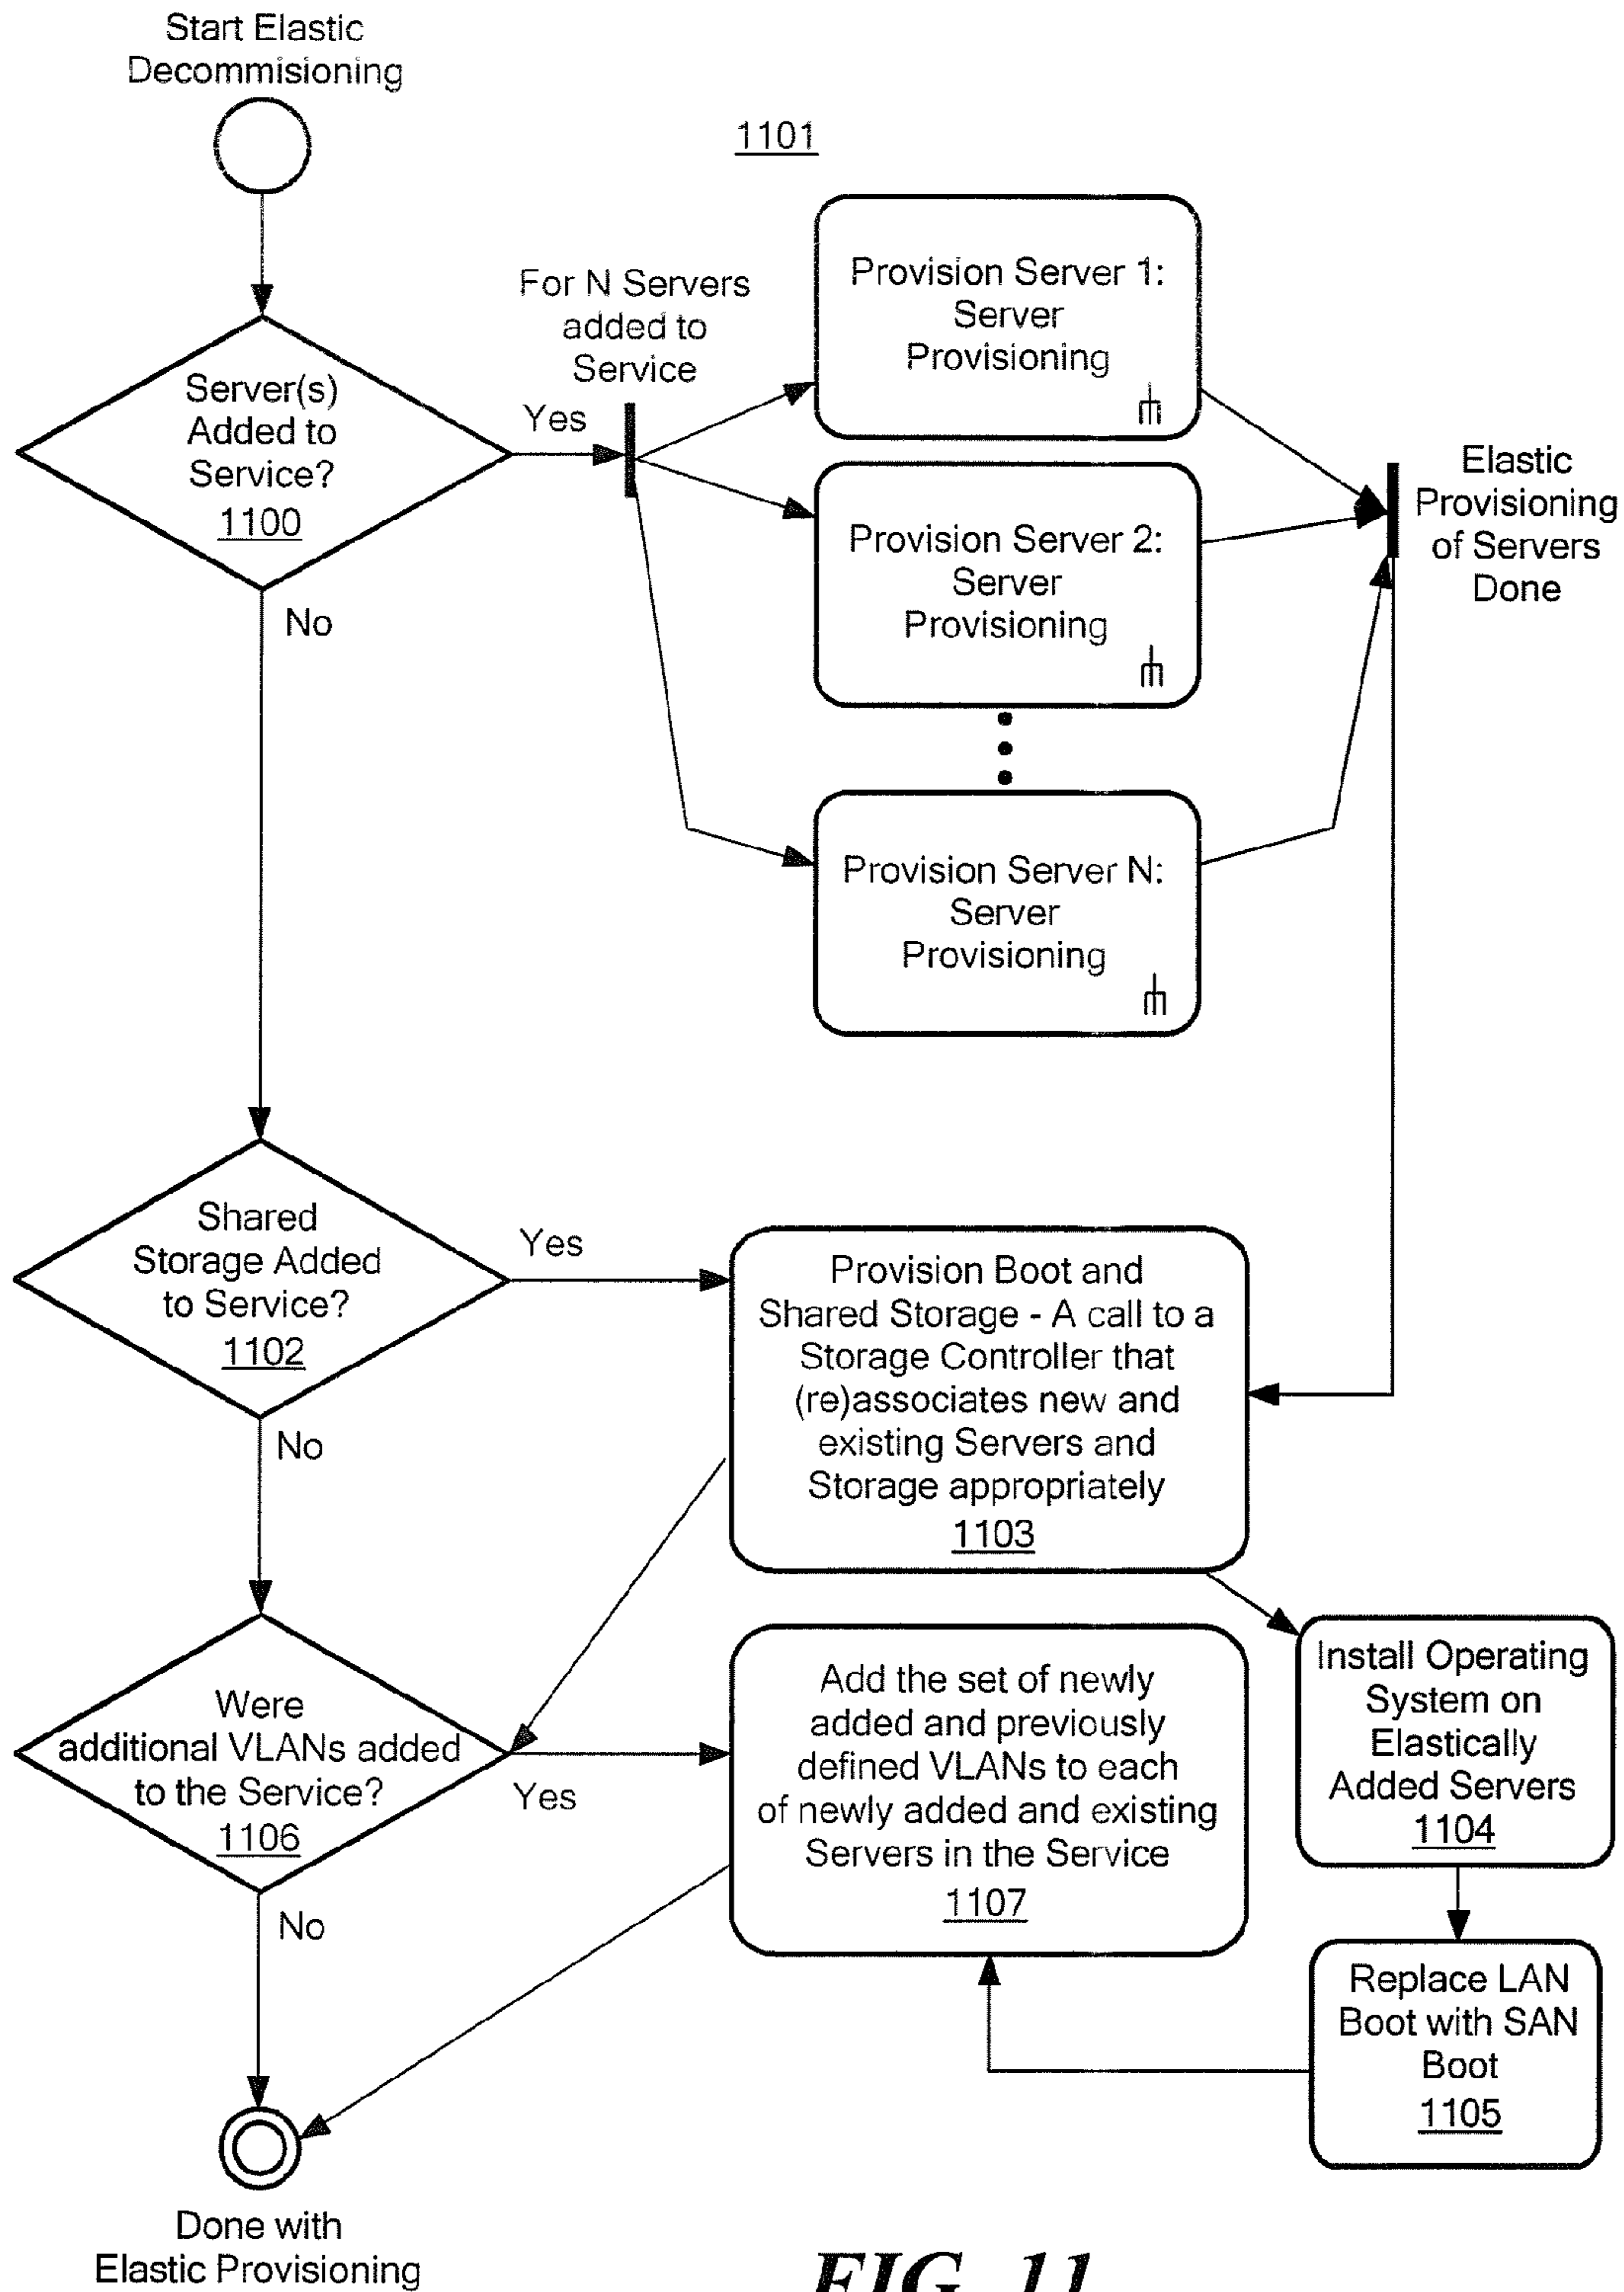 Start Elastic
Decommisioning
1101
For N Servers
added to
Service
Server(s)
Added to
Service?
1100
Yes
No
Provision Server 1:
Server
Provisioning
Provision Server 2:
Server
Provisioning
Provision Server N:
Server
Provisioning
Elastic
Provisioning
of Servers
Done
Shared
Storage Added
to Service?
1102
Yes
No
Provision Boot and
Shared Storage - A call to a
Storage Controller that
(re)associates new and
existing Servers and
Storage appropriately
1103
Install Operating
System on
Elastically
Added Servers
1104
Were
additional VLANs added
to the Service?
1106
Yes
No
Add the set of newly
added and previously
defined VLANs to each
of newly added and existing
Servers in the Service
1107
Replace LAN
Boot with SAN
Boot
1105
Done with
Elastic Provisioning
FIG. 11